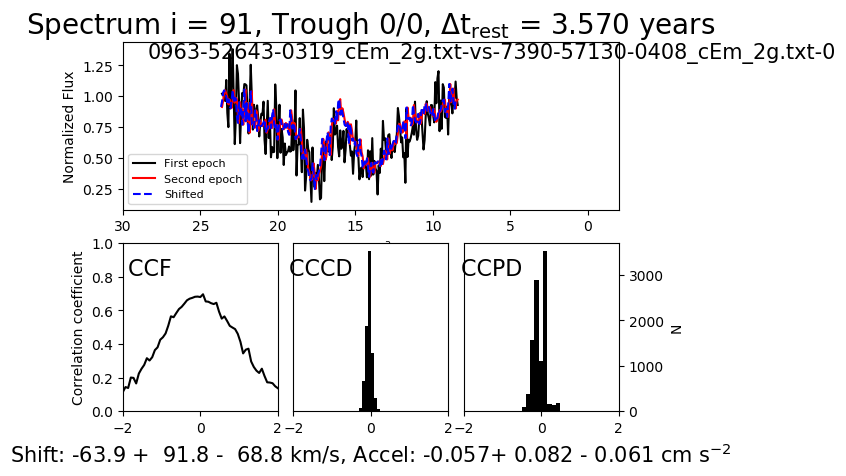 Spectrum i = 91, Trough 0/0, Δt_rest = 3.570 years
0963-52643-0319_cEm_2g.txt-vs-7390-57130-0408_cEm_2g.txt-0
Normalized Flux
1.25
1.00
0.75
0.50
0.25
First epoch
Second epoch
Shifted
30 25 20 15 10 5 0
Correlation coefficient
1.0
0.8
0.6
0.4
0.2
0.0
CCF
CCCD
CCPD
3000
2000
1000
0
N
−2 0 2
−2 0 2
−2 0 2
Shift: -63.9 + 91.8 - 68.8 km/s, Accel: -0.057+ 0.082 - 0.061 cm s⁻²